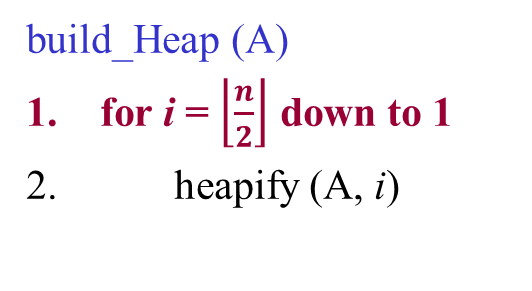 build_Heap (A)
1. for i = ⌊n/2⌋ down to 1
2. heapify (A, i)